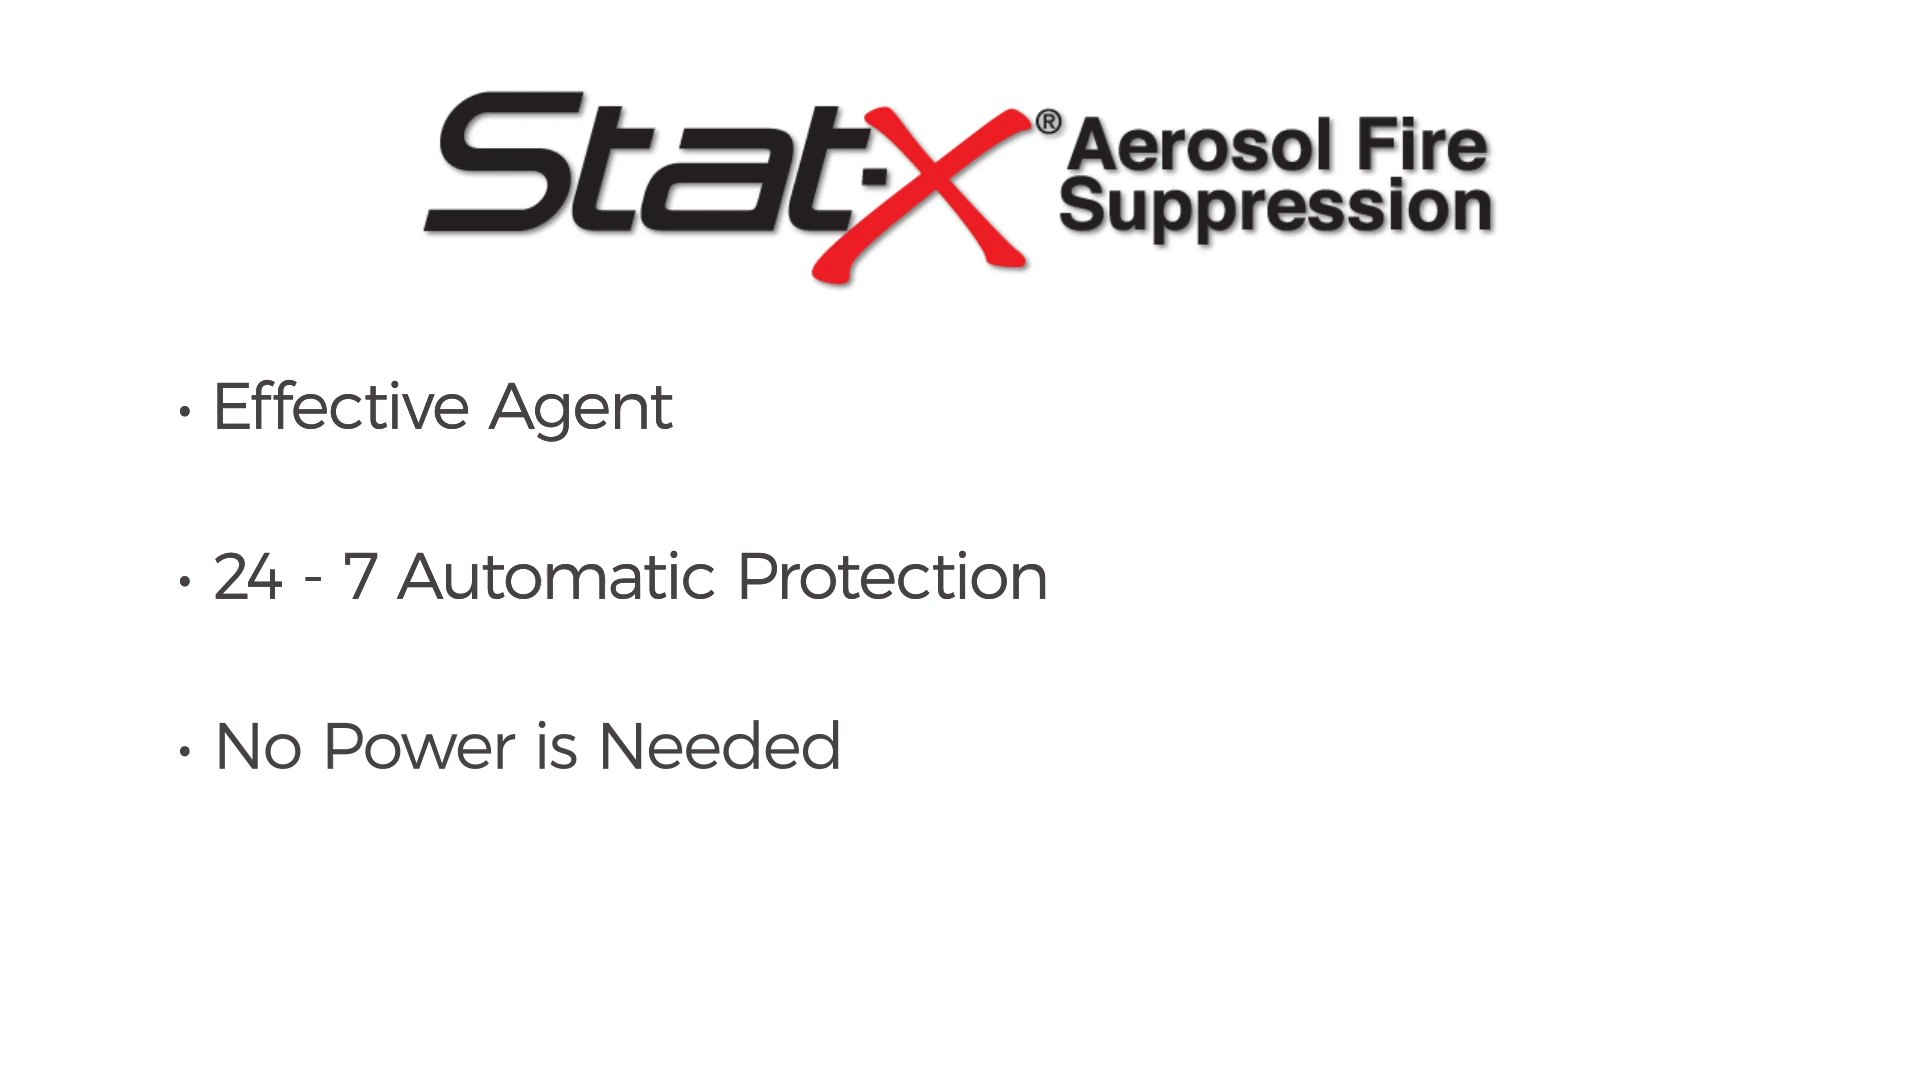 Stat-X® Aerosol Fire
Suppression
• Effective Agent
• 24 - 7 Automatic Protection
• No Power is Needed